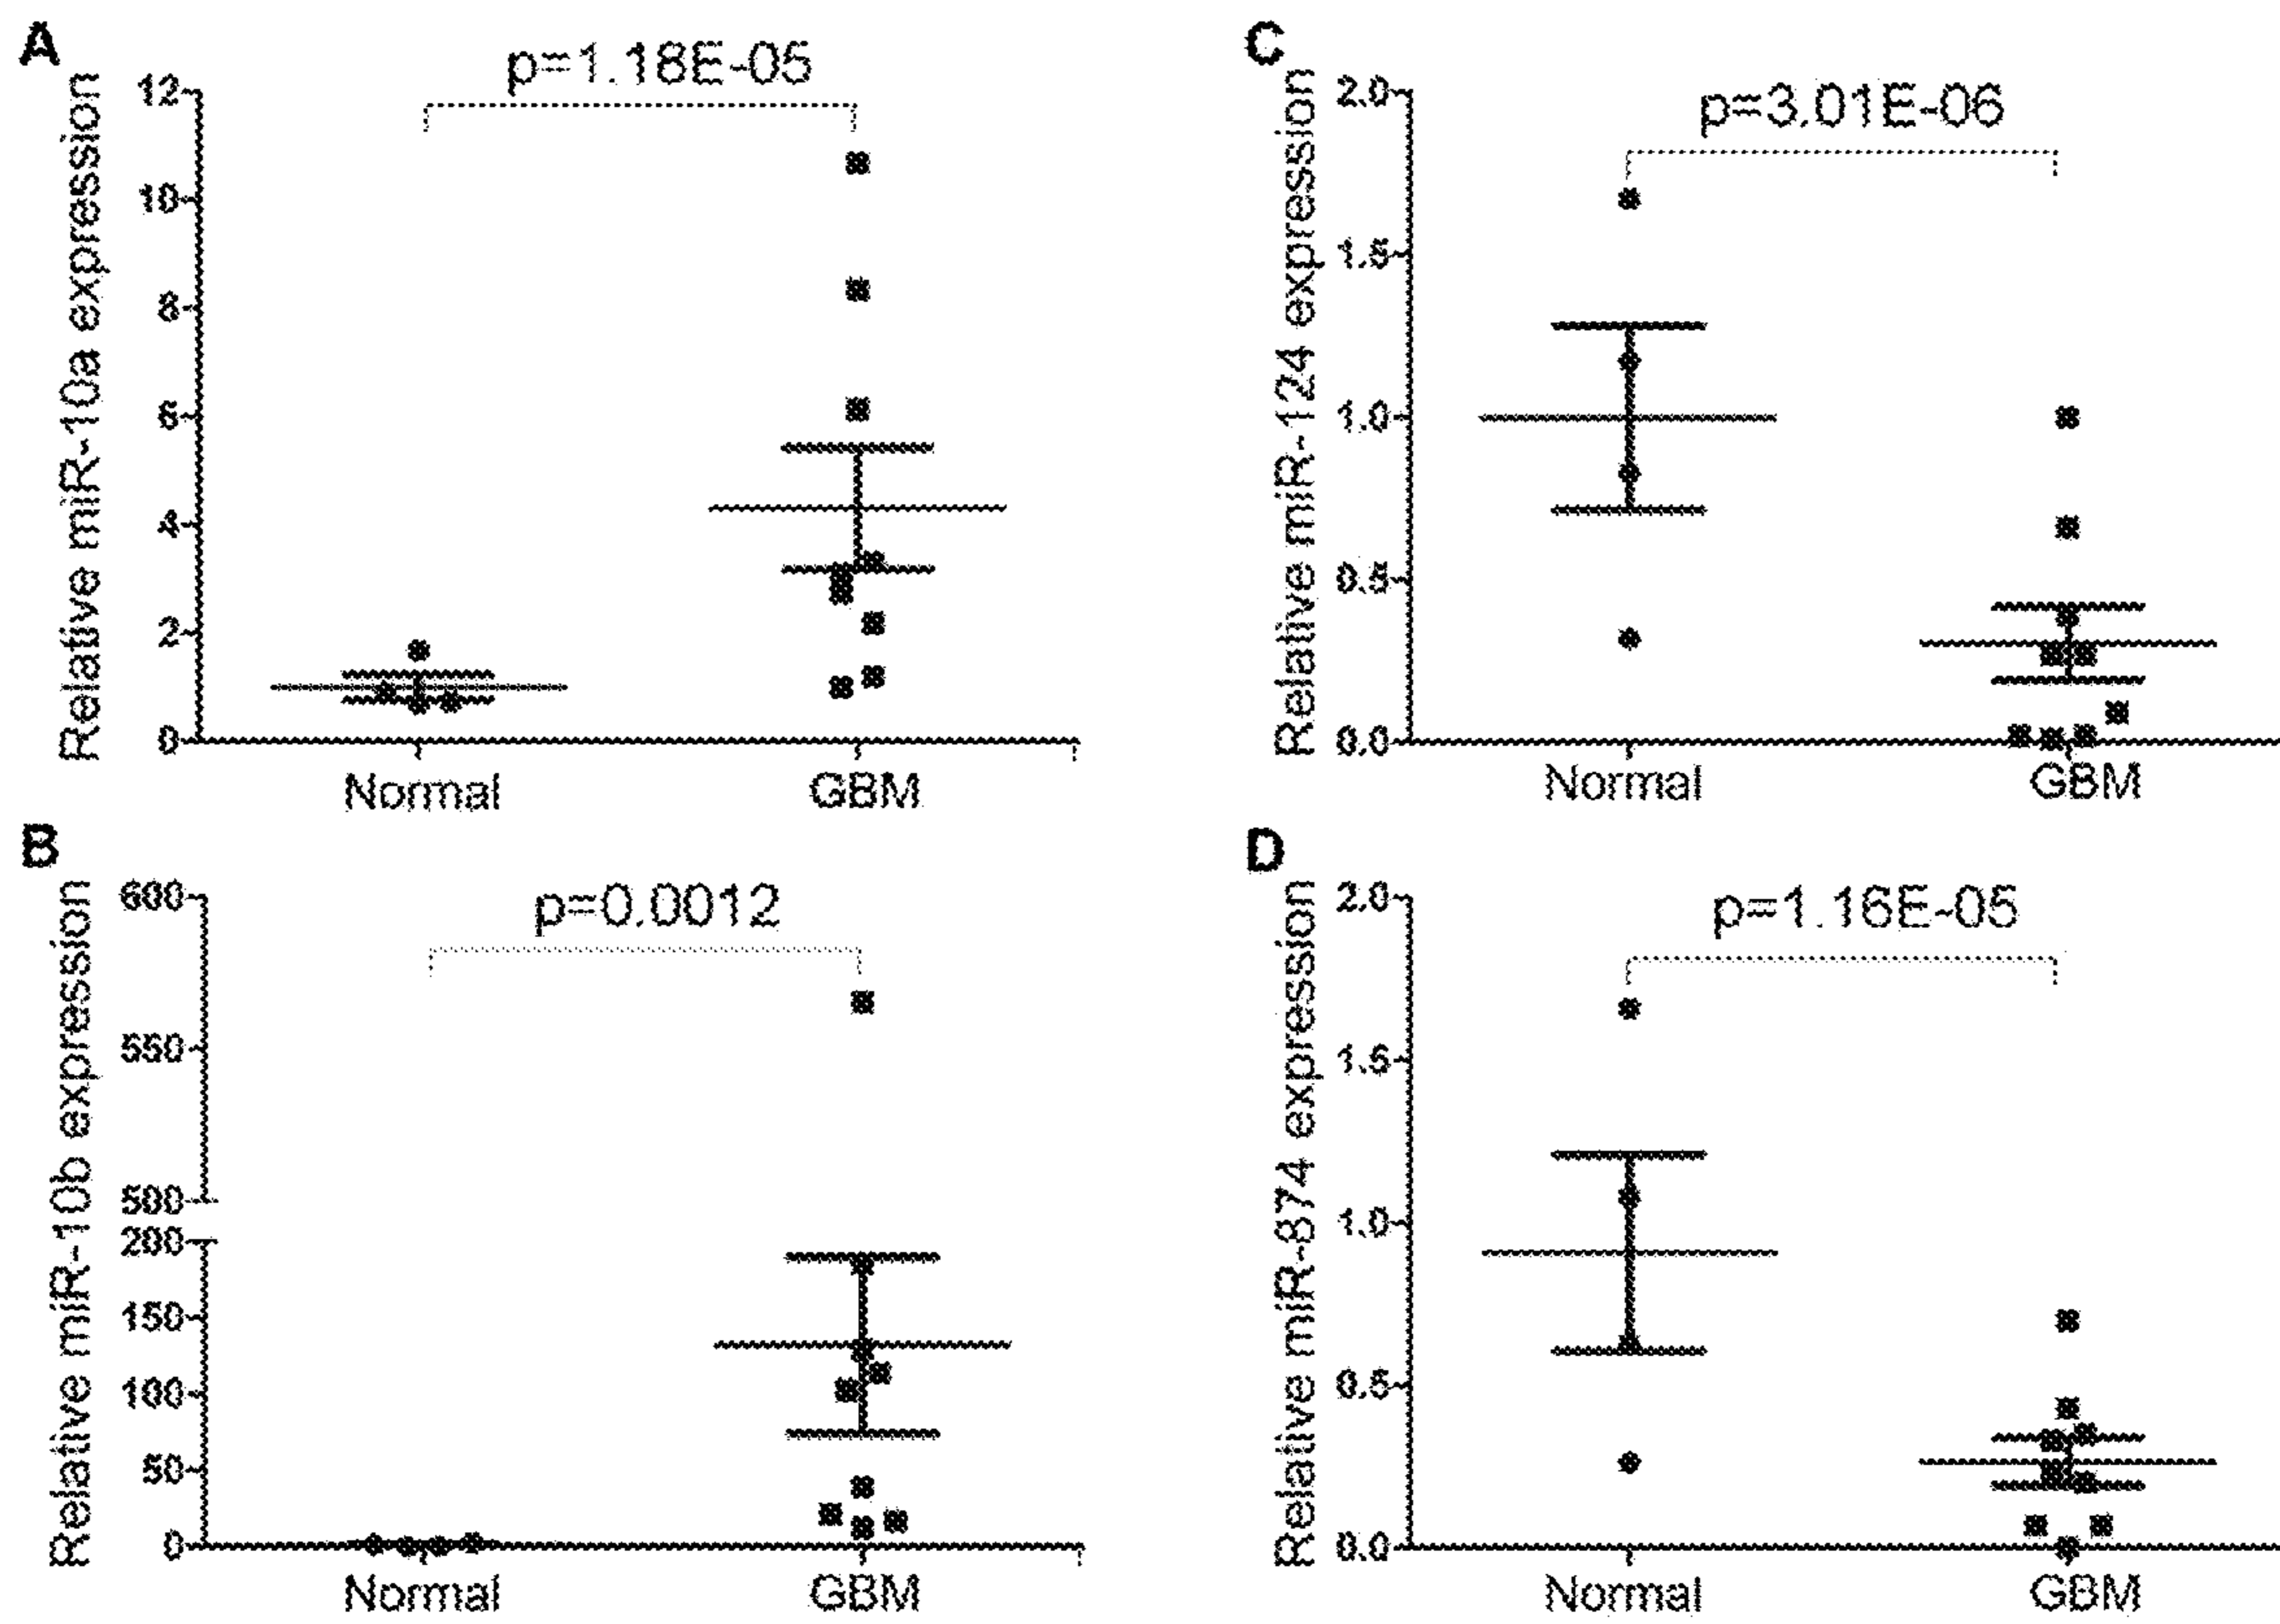 A
p=1.18E-05
Relative miR-10a expression
12
10
8
6
4
2
0
Normal
GBM
B
p=0.0012
Relative miR-10b expression
600
550
500
200
150
100
50
0
Normal
GBM
C
p=3.01E-06
Relative miR-124 expression
2.0
1.5
1.0
0.5
0.0
Normal
GBM
D
p=1.16E-05
Relative miR-874 expression
2.0
1.5
1.0
0.5
0.0
Normal
GBM